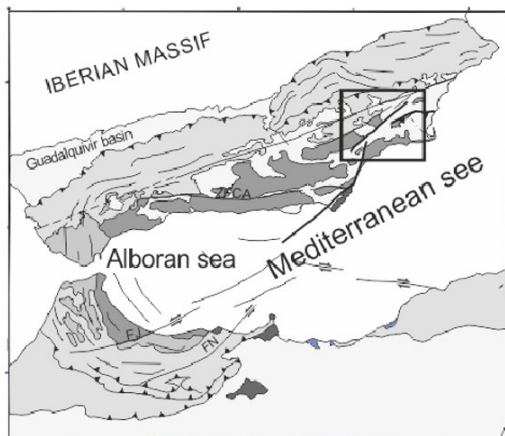 IBERIAN MASSIF
Guadalquivir basin
ZFCA
Mediterranean see
Alboran sea
FJ
FN